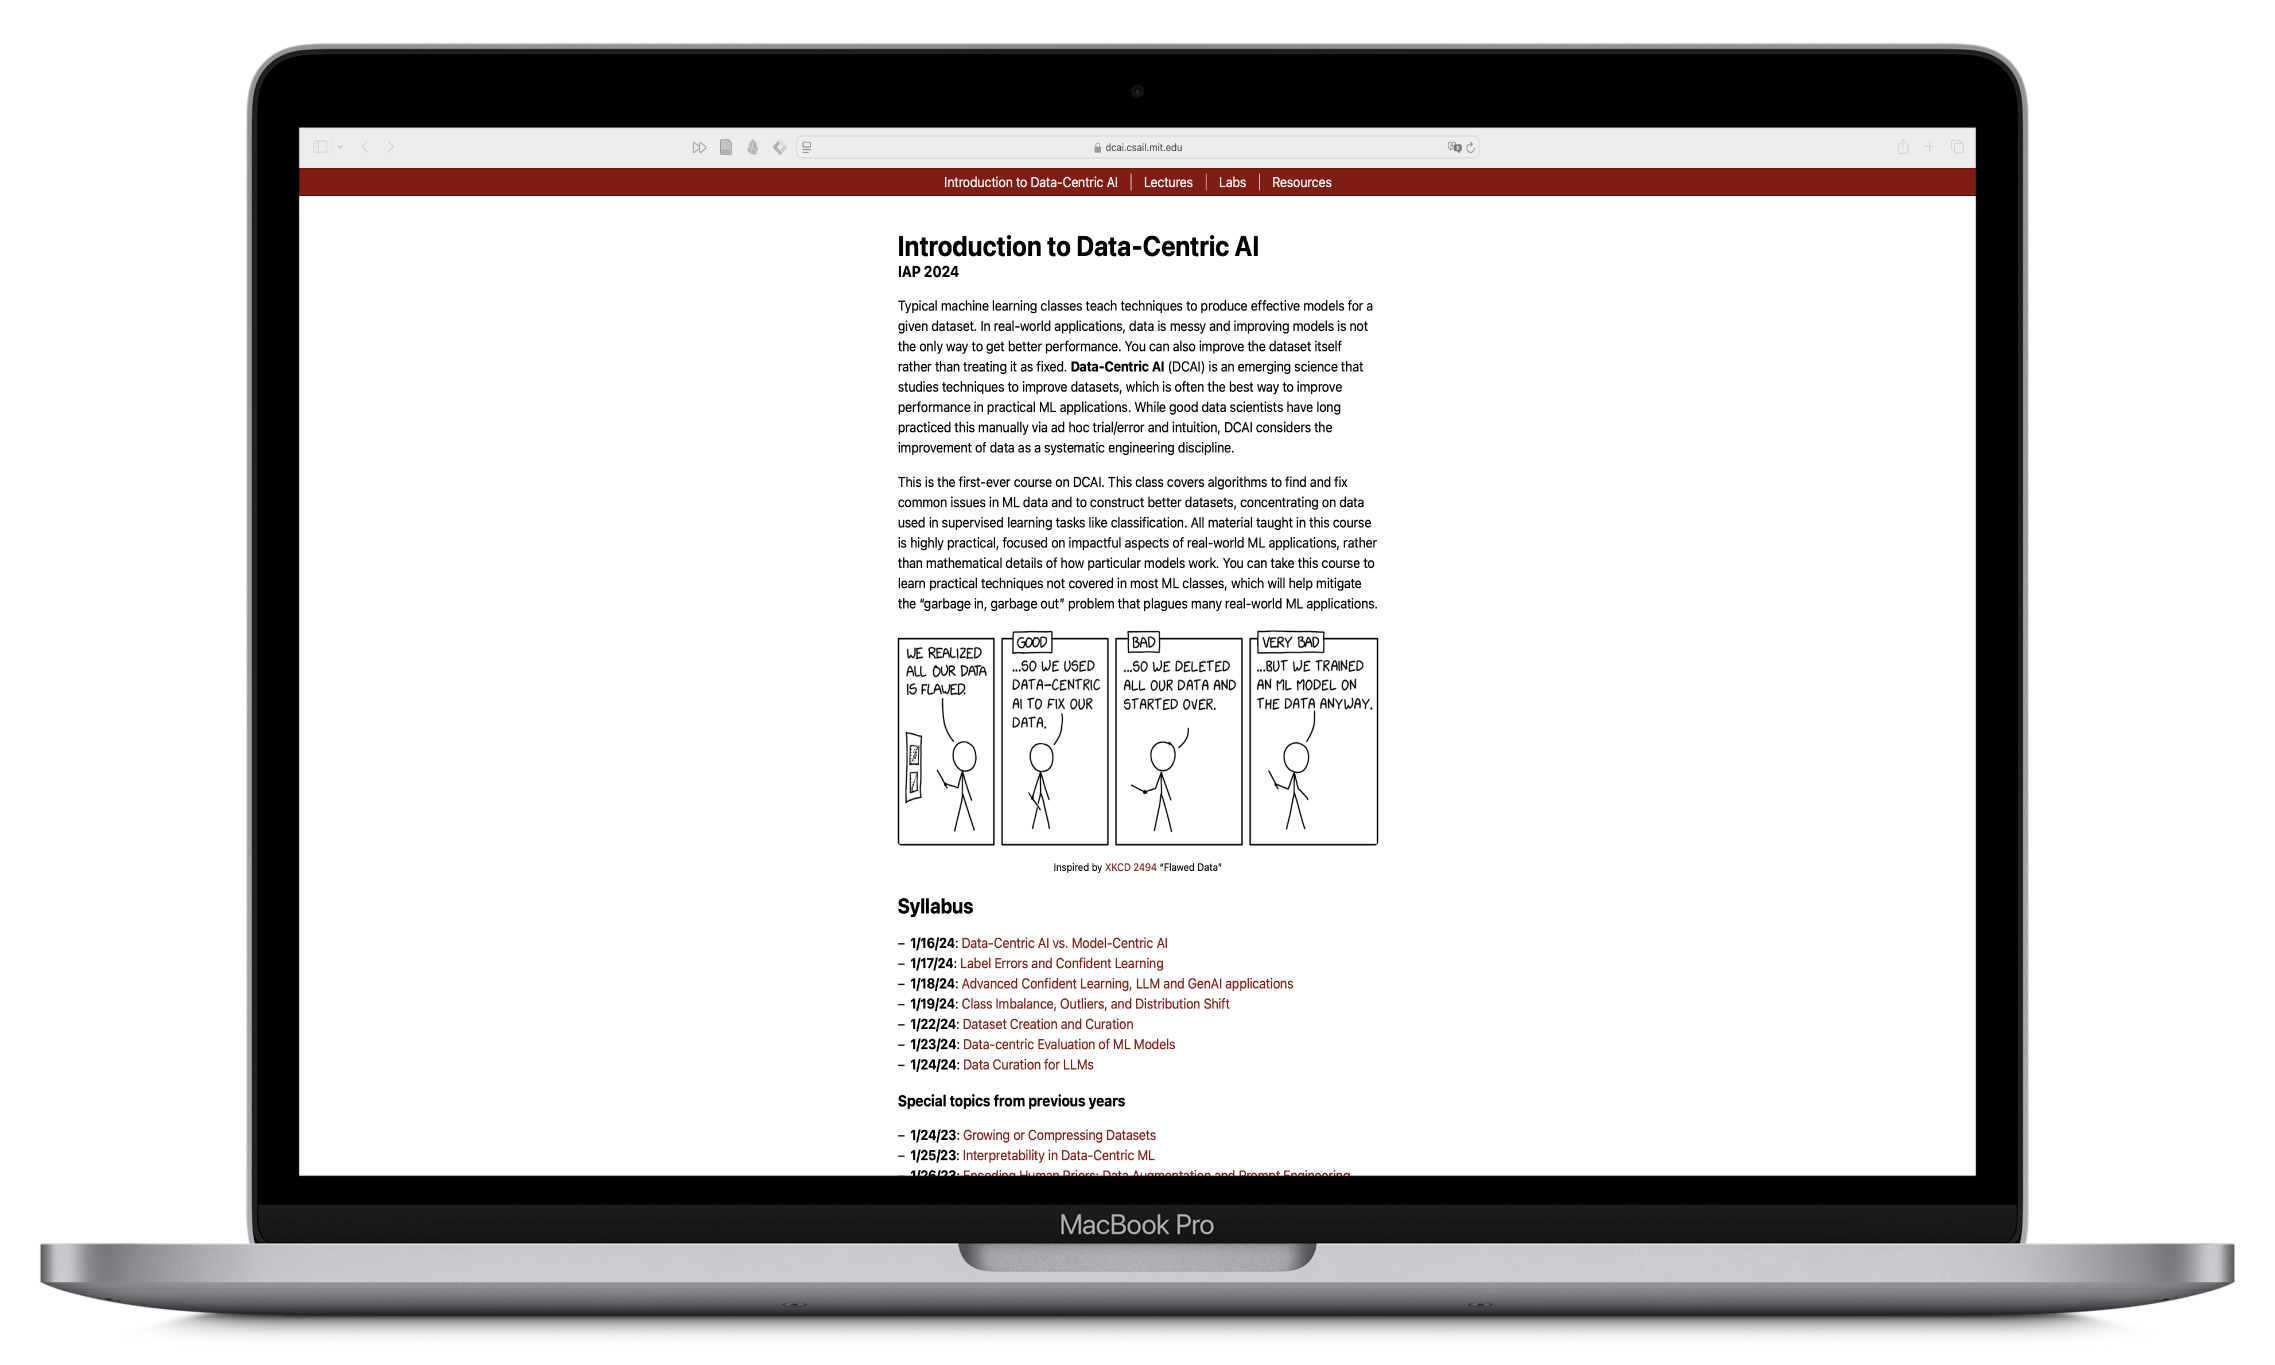 dcai.csail.mit.edu
Introduction to Data-Centric AI | Lectures | Labs | Resources
Introduction to Data-Centric AI
IAP 2024
Typical machine learning classes teach techniques to produce effective models for a
given dataset. In real-world applications, data is messy and improving models is not
the only way to get better performance. You can also improve the dataset itself
rather than treating it as fixed. Data-Centric AI (DCAI) is an emerging science that
studies techniques to improve datasets, which is often the best way to improve
performance in practical ML applications. While good data scientists have long
practiced this manually via ad hoc trial/error and intuition, DCAI considers the
improvement of data as a systematic engineering discipline.
This is the first-ever course on DCAI. This class covers algorithms to find and fix
common issues in ML data and to construct better datasets, concentrating on data
used in supervised learning tasks like classification. All material taught in this course
is highly practical, focused on impactful aspects of real-world ML applications, rather
than mathematical details of how particular models work. You can take this course to
learn practical techniques not covered in most ML classes, which will help mitigate
the “garbage in, garbage out” problem that plagues many real-world ML applications.
WE REALIZED
ALL OUR DATA
IS FLAWED.
GOOD
...SO WE USED
DATA-CENTRIC
AI TO FIX OUR
DATA.
BAD
...SO WE DELETED
ALL OUR DATA AND
STARTED OVER.
VERY BAD
...BUT WE TRAINED
AN ML MODEL ON
THE DATA ANYWAY.
Inspired by XKCD 2494 “Flawed Data”
Syllabus
– 1/16/24: Data-Centric AI vs. Model-Centric AI
– 1/17/24: Label Errors and Confident Learning
– 1/18/24: Advanced Confident Learning, LLM and GenAI applications
– 1/19/24: Class Imbalance, Outliers, and Distribution Shift
– 1/22/24: Dataset Creation and Curation
– 1/23/24: Data-centric Evaluation of ML Models
– 1/24/24: Data Curation for LLMs
Special topics from previous years
– 1/24/23: Growing or Compressing Datasets
– 1/25/23: Interpretability in Data-Centric ML
– 1/26/23: Encoding Human Priors: Data Augmentation and Prompt Engineering
MacBook Pro